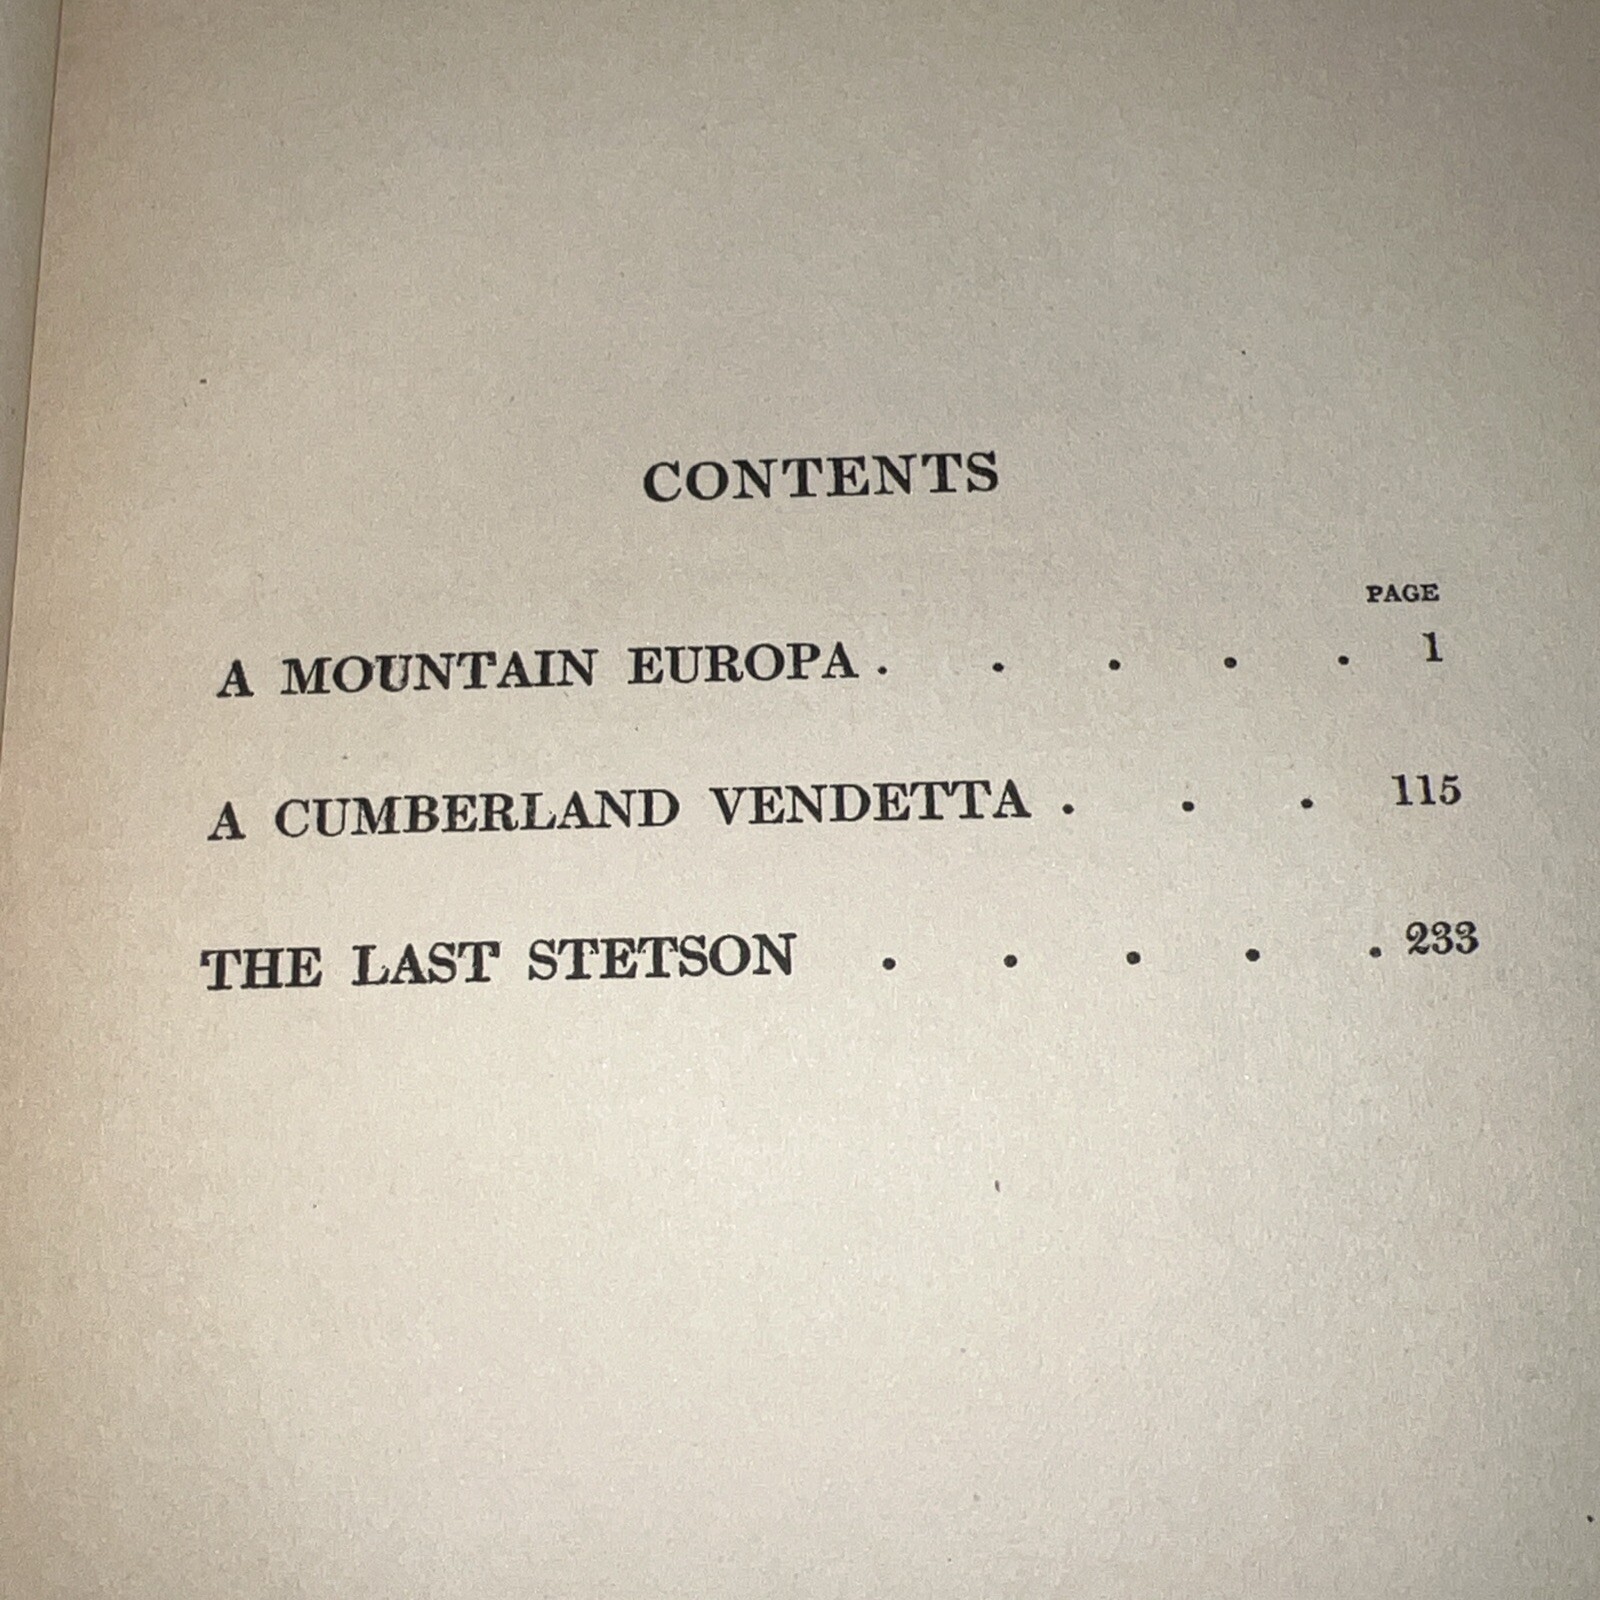 CONTENTS
PAGE
A MOUNTAIN EUROPA . . . . . 1
A CUMBERLAND VENDETTA . . . 115
THE LAST STETSON . . . . . 233